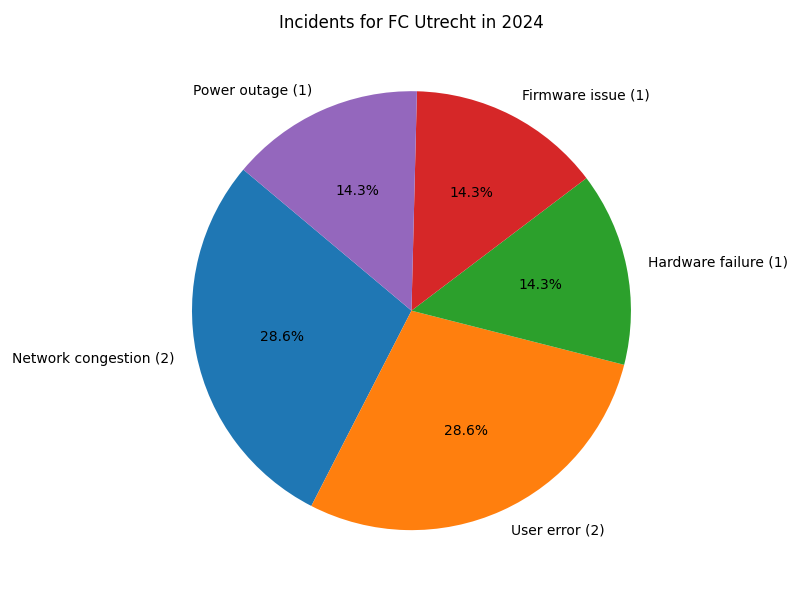 Incidents for FC Utrecht in 2024
Power outage (1)
Firmware issue (1)
14.3%
14.3%
Hardware failure (1)
14.3%
28.6%
Network congestion (2)
28.6%
User error (2)